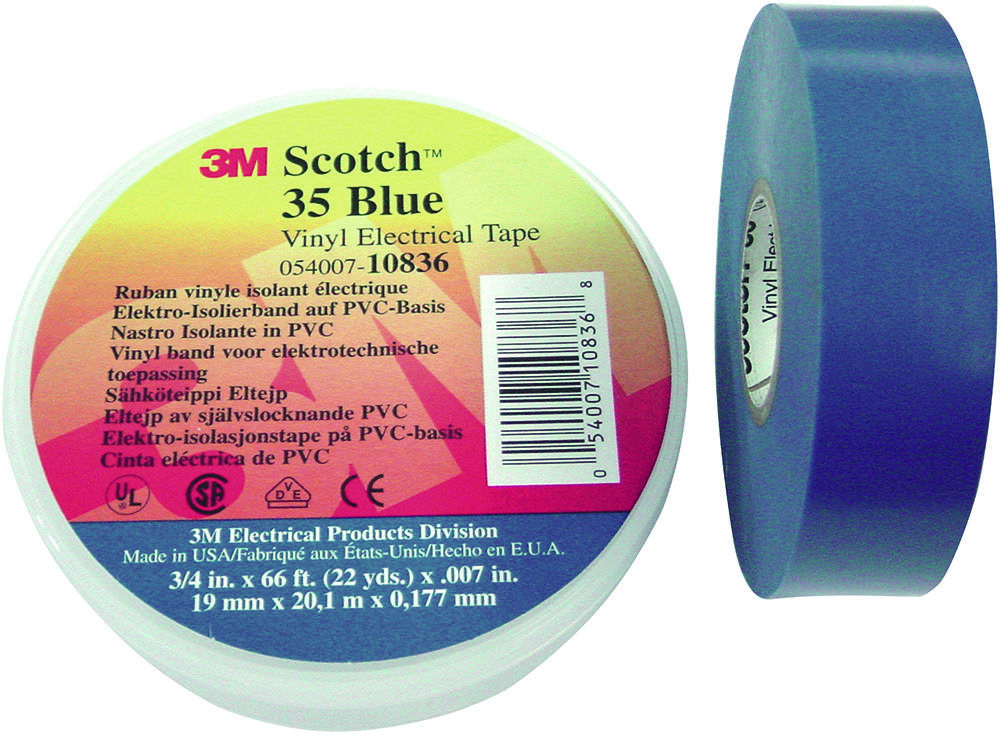 3M Scotch™
35 Blue
Vinyl Electrical Tape
054007-10836
Ruban vinyle isolant électrique
Elektro-Isolierband auf PVC-Basis
Nastro Isolante in PVC
Vinyl band voor elektrotechnische
toepassing
Sähköteippi Eltejp
Eltejp av självslocknande PVC
Elektro-isolasjonstape på PVC-basis
Cinta eléctrica de PVC
UL SA VDE CE
3M Electrical Products Division
Made in USA/Fabriqué aux États-Unis/Hecho en E.U.A.
3/4 in. x 66 ft. (22 yds.) x .007 in.
19 mm x 20,1 m x 0,177 mm
0 54007 10836 8
Scotch
Vinyl Elect